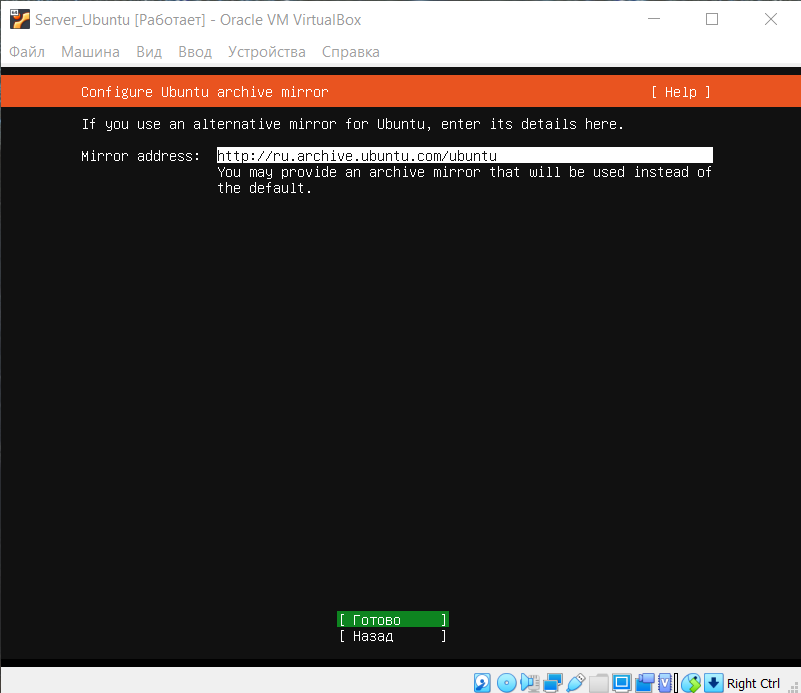 Server_Ubuntu [Работает] - Oracle VM VirtualBox
Файл Машина Вид Ввод Устройства Справка
Configure Ubuntu archive mirror [ Help ]
If you use an alternative mirror for Ubuntu, enter its details here.
Mirror address: http://ru.archive.ubuntu.com/ubuntu
You may provide an archive mirror that will be used instead of
the default.
[ Готово ]
[ Назад ]
Right Ctrl